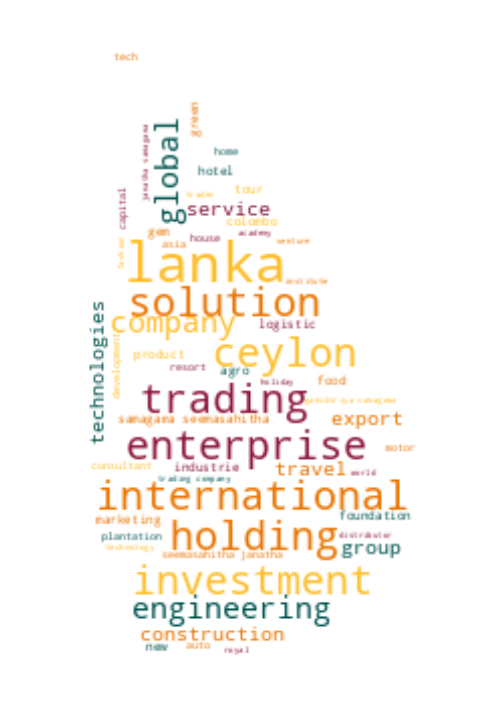 tech
green
janatha samagama
global
home
hotel
tour
trader
capital
service
colombo
academy
gem
house
venture
asia
fashion
lanka
institute
solution
company
logistic
technologies
ceylon
product
development
resort
agro
holiday
food
trading
samagama seemasahitha
export
enterprise
motor
consultant
industrie
travel
world
trading company
international
marketing
foundation
holding
plantation
distributor
technology
group
seemasahitha janatha
investment
engineering
construction
new
auto
royal